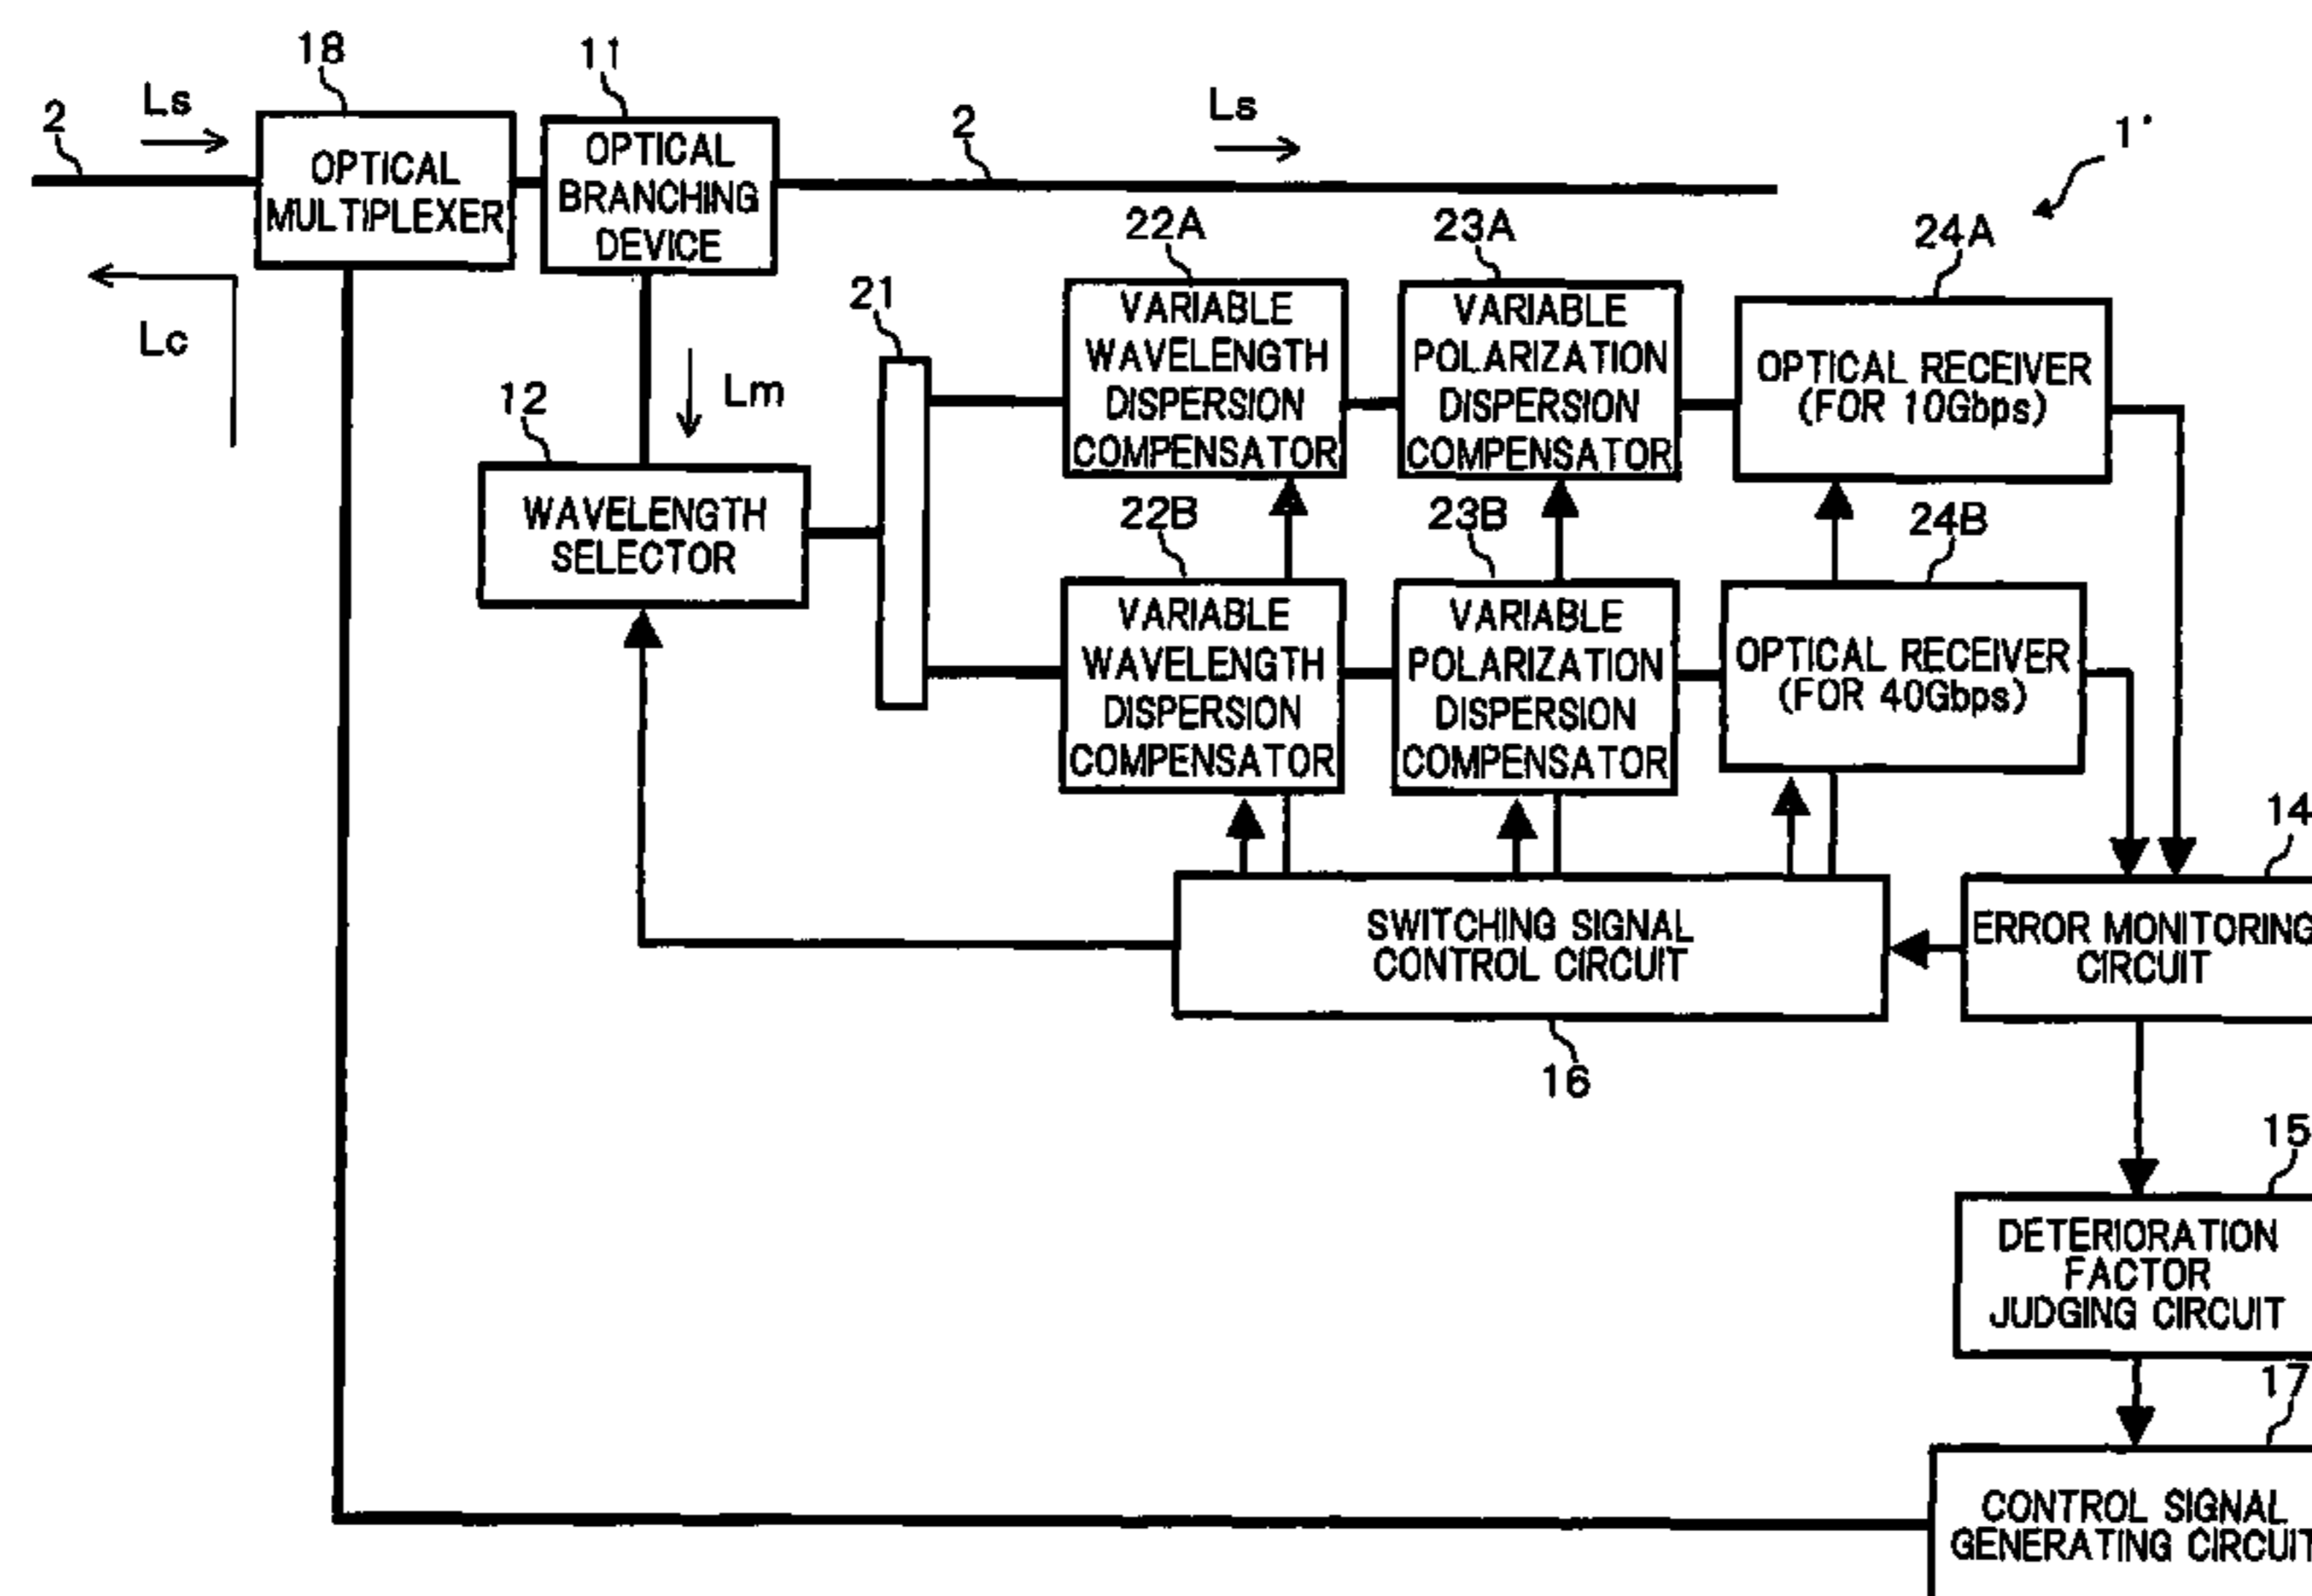 18
11
Ls
Ls
2
2
1'
OPTICAL
MULTIPLEXER
OPTICAL
BRANCHING
DEVICE
22A
23A
24A
Lc
21
VARIABLE
WAVELENGTH
DISPERSION
COMPENSATOR
VARIABLE
POLARIZATION
DISPERSION
COMPENSATOR
OPTICAL RECEIVER
(FOR 10Gbps)
Lm
12
WAVELENGTH
SELECTOR
22B
23B
24B
VARIABLE
WAVELENGTH
DISPERSION
COMPENSATOR
VARIABLE
POLARIZATION
DISPERSION
COMPENSATOR
OPTICAL RECEIVER
(FOR 40Gbps)
14
SWITCHING SIGNAL
CONTROL CIRCUIT
ERROR MONITORING
CIRCUIT
16
15
DETERIORATION
FACTOR
JUDGING CIRCUIT
17
CONTROL SIGNAL
GENERATING CIRCUIT